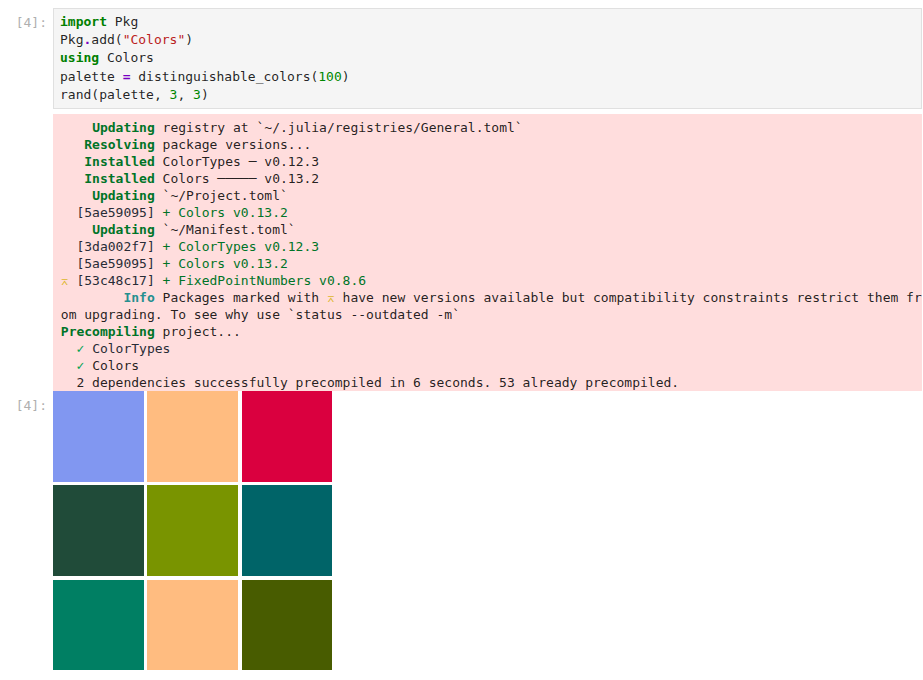 [4]: import Pkg
Pkg.add("Colors")
using Colors
palette = distinguishable_colors(100)
rand(palette, 3, 3)
Updating registry at `~/.julia/registries/General.toml`
Resolving package versions...
Installed ColorTypes ─ v0.12.3
Installed Colors ───── v0.13.2
Updating `~/Project.toml`
[5ae59095] + Colors v0.13.2
Updating `~/Manifest.toml`
[3da002f7] + ColorTypes v0.12.3
[5ae59095] + Colors v0.13.2
⌅ [53c48c17] + FixedPointNumbers v0.8.6
Info Packages marked with ⌅ have new versions available but compatibility constraints restrict them fr
om upgrading. To see why use `status --outdated -m`
Precompiling project...
✓ ColorTypes
✓ Colors
2 dependencies successfully precompiled in 6 seconds. 53 already precompiled.
[4]: